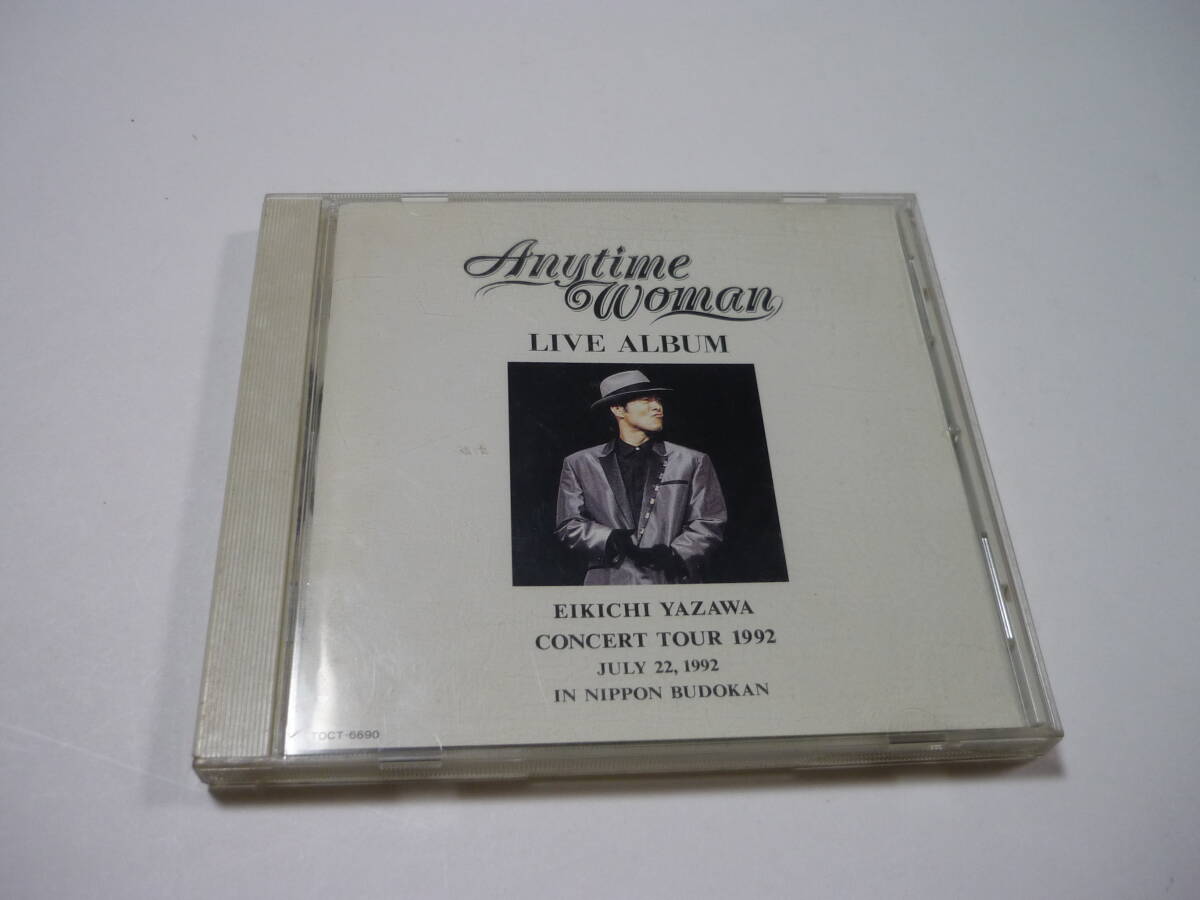 Anytime
Woman
LIVE ALBUM
EIKICHI YAZAWA
CONCERT TOUR 1992
JULY 22, 1992
IN NIPPON BUDOKAN
TOCT-6690